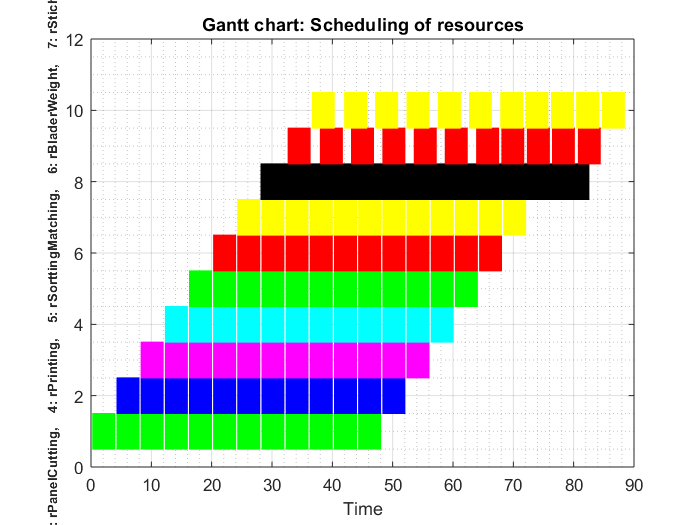 Gantt chart: Scheduling of resources
: rPanelCutting,    4: rPrinting,    5: rSorttingMatching,    6: rBladerWeight,    7: rStich
12
10
8
6
4
2
0
0 10 20 30 40 50 60 70 80 90
Time